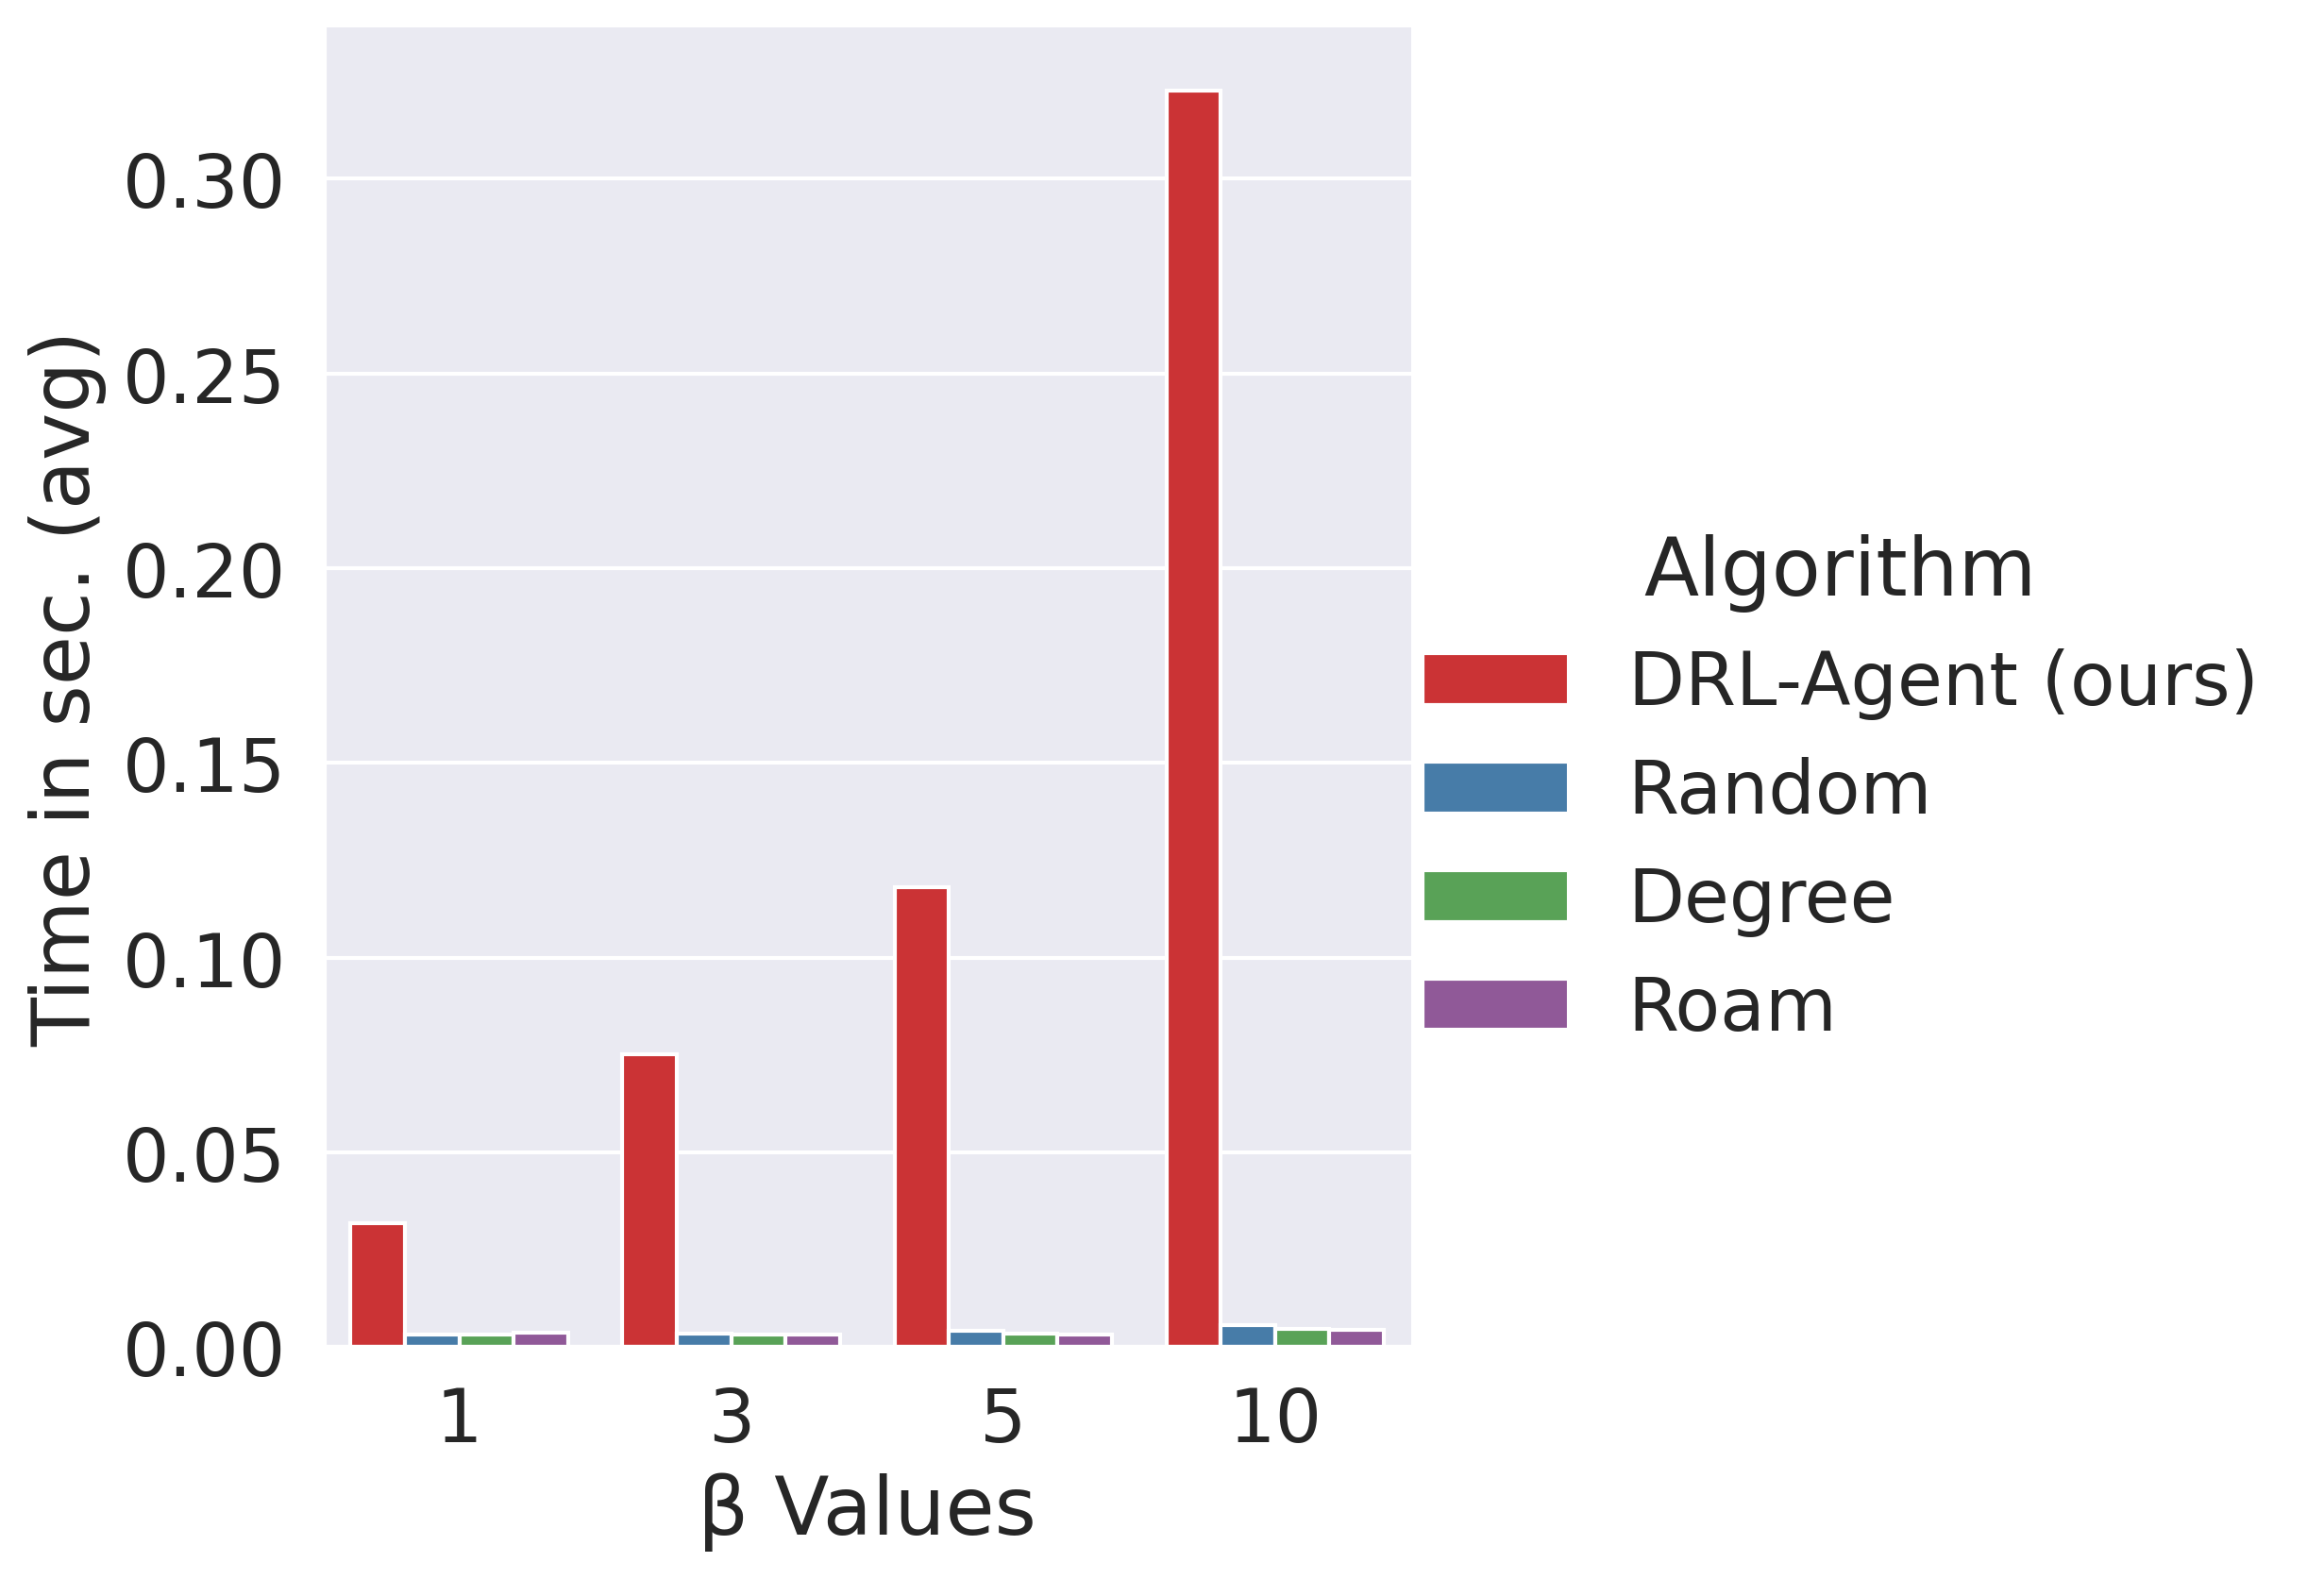 Time in sec. (avg)
0.30
0.25
0.20
0.15
0.10
0.05
0.00
1 3 5 10
β Values
Algorithm
DRL-Agent (ours)
Random
Degree
Roam